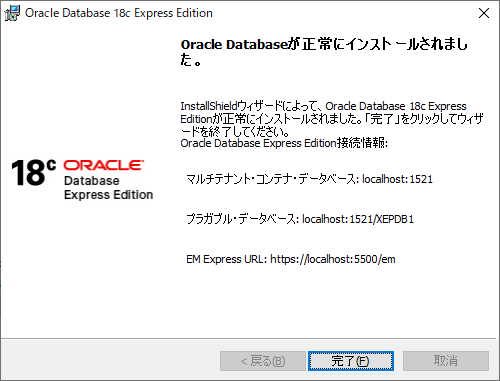 Oracle Database 18c Express Edition
Oracle Databaseが正常にインストールされまし
た。
InstallShieldウィザードによって、Oracle Database 18c Express
Editionが正常にインストールされました。「完了」をクリックしてウィザ
ードを終了してください。
Oracle Database Express Edition接続情報:
18c ORACLE
Database
Express Edition
マルチテナント・コンテナ・データベース: localhost:1521
プラガブル・データベース: localhost:1521/XEPDB1
EM Express URL: https://localhost:5500/em
< 戻る(B)
完了(F)
取消